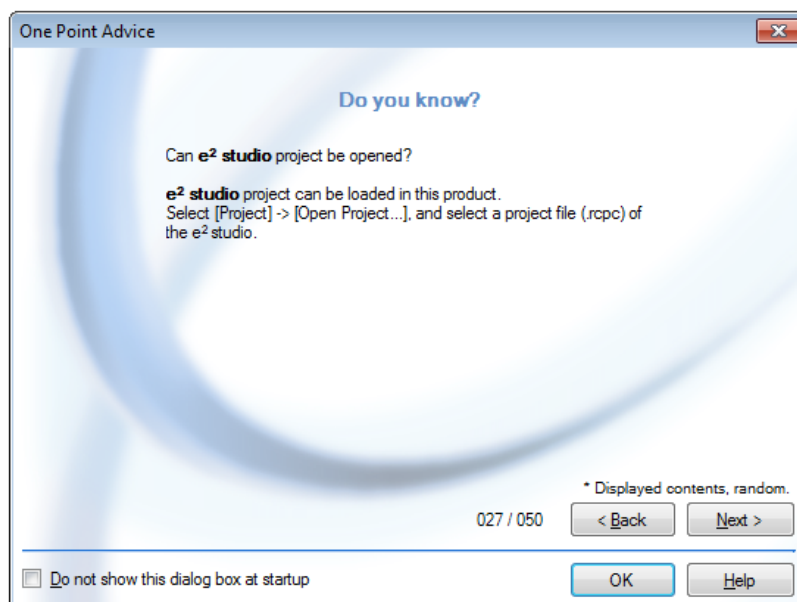 One Point Advice
Do you know?
Can e² studio project be opened?
e² studio project can be loaded in this product.
Select [Project] -> [Open Project...], and select a project file (.rcpc) of
the e² studio.
* Displayed contents, random.
027 / 050
< Back
Next >
Do not show this dialog box at startup
OK
Help